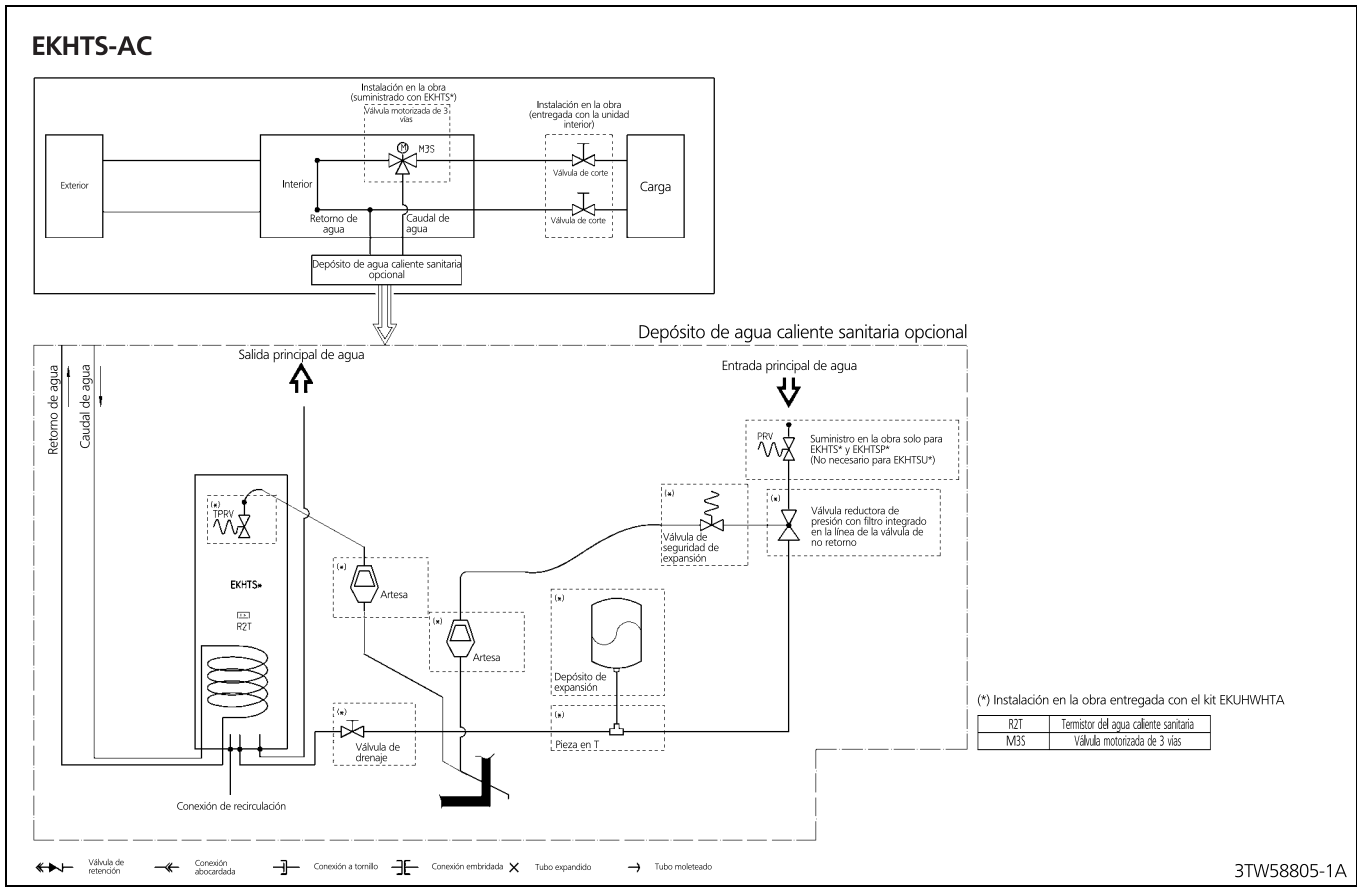 EKHTS-AC
Instalación en la obra
(suministrado con EKHTS*)
Válvula motorizada de 3
vías
Instalación en la obra
(entregada con la unidad
interior)
M
M3S
Exterior
Interior
Válvula de corte
Carga
Retorno de
agua
Caudal de
agua
Válvula de corte
Depósito de agua caliente sanitaria
opcional
Depósito de agua caliente sanitaria opcional
Salida principal de agua
Entrada principal de agua
Retorno de agua
Caudal de agua
PRV
Suministro en la obra solo para
EKHTS* y EKHTSP*
(No necesario para EKHTSU*)
(*)
TPRV
(*)
Válvula de
seguridad de
expansión
(*)
Válvula reductora de
presión con filtro integrado
en la línea de la válvula de
no retorno
(*)
Artesa
EKHTS*
R2T
(*)
Artesa
(*)
Depósito de
expansión
(*)
Válvula de
drenaje
(*)
Pieza en T
Conexión de recirculación
(*) Instalación en la obra entregada con el kit EKUHWHTA
R2T Termistor del agua caliente sanitaria
M3S Válvula motorizada de 3 vías
Válvula de
retención
Conexión
abocardada
Conexión a tornillo
Conexión embridada
Tubo expandido
Tubo moleteado
3TW58805-1A